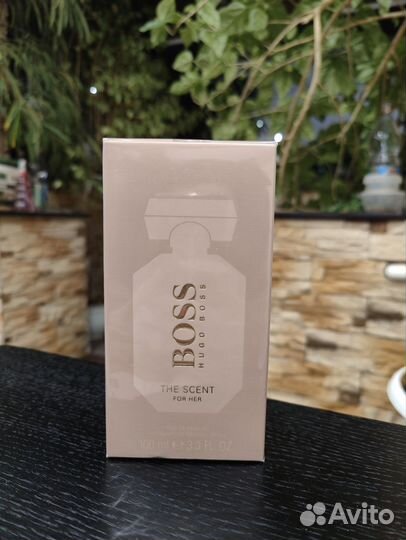 BOSS
HUGO BOSS
THE SCENT
FOR HER
100 ml e 3.3 FL. OZ
Avito